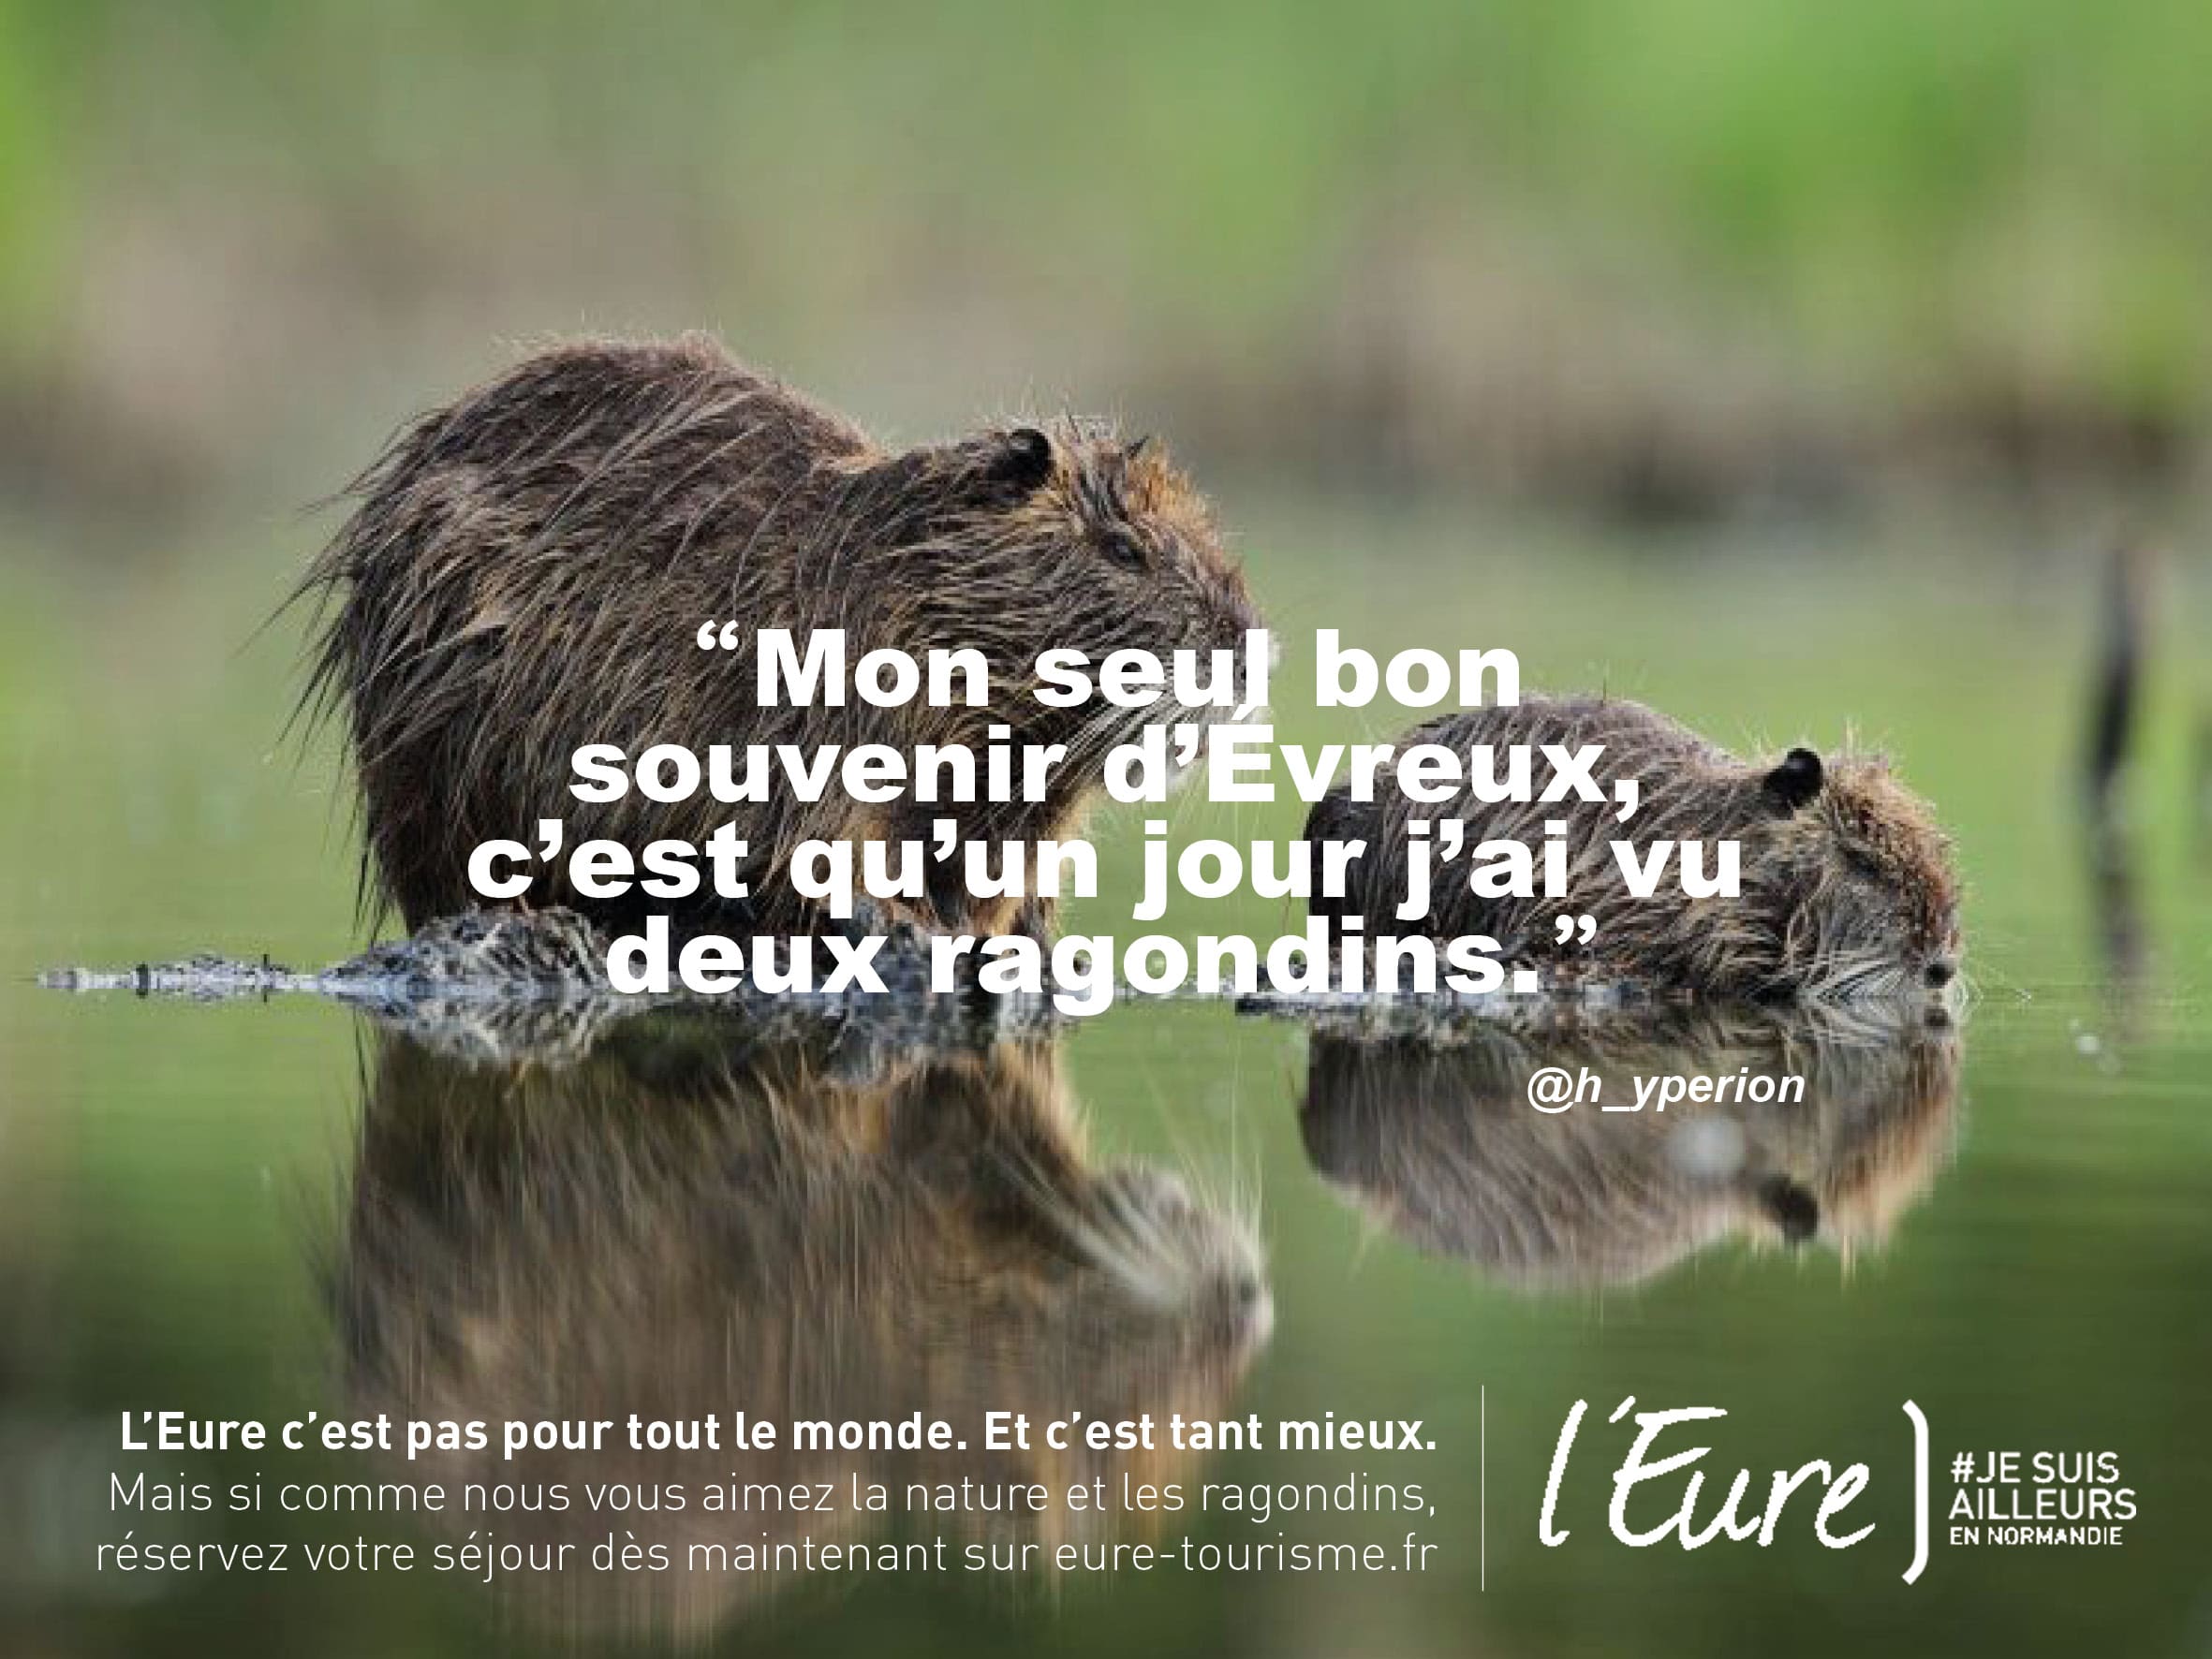 “Mon seul bon
souvenir d’Évreux,
c’est qu’un jour j’ai vu
deux ragondins.”
@h_yperion
L’Eure c’est pas pour tout le monde. Et c’est tant mieux.
Mais si comme nous vous aimez la nature et les ragondins,
réservez votre séjour dès maintenant sur eure-tourisme.fr
l’Eure
#JE SUIS
AILLEURS
EN NORMANDIE